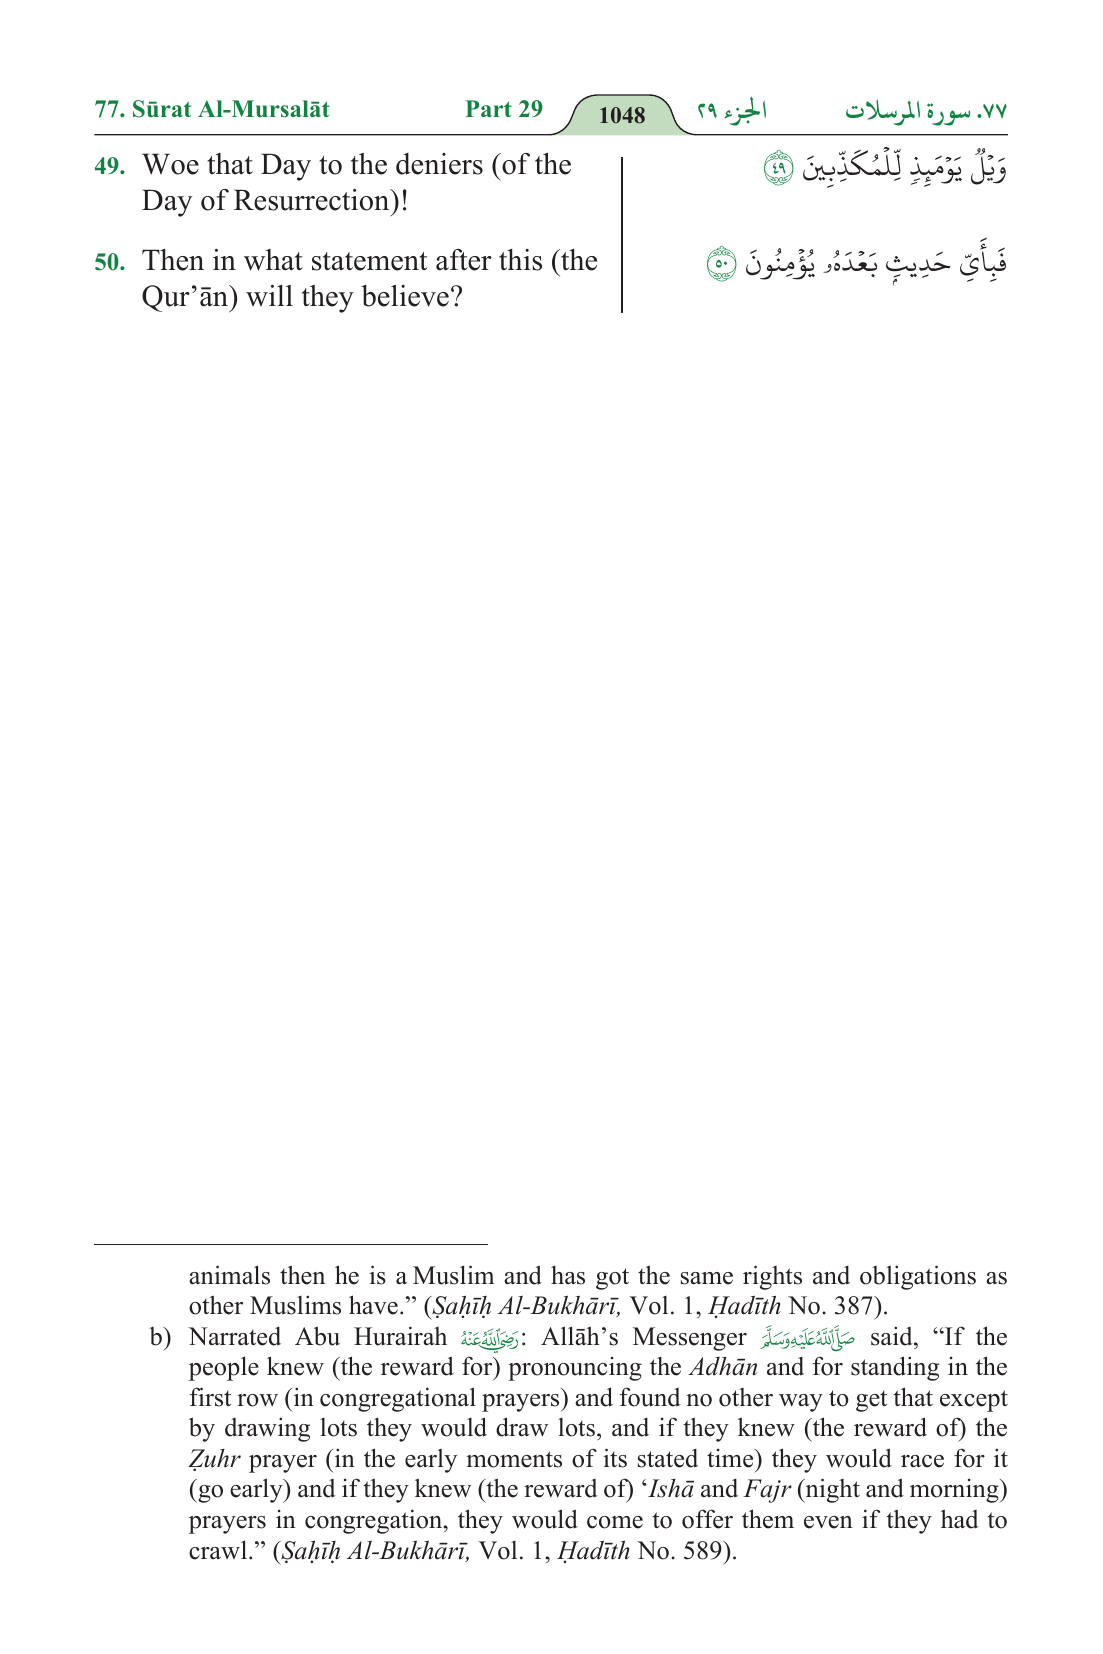 77. Sūrat Al-Mursalāt Part 29 1048 الجزء ٢٩ ٧٧. سورة المرسلات
49. Woe that Day to the deniers (of the
Day of Resurrection)!
وَيۡلٞ يَوۡمَئِذٖ لِّلۡمُكَذِّبِينَ ٤٩
50. Then in what statement after this (the
Qur’ān) will they believe?
فَبِأَيِّ حَدِيثِۭ بَعۡدَهُۥ يُؤۡمِنُونَ ٥٠
animals then he is a Muslim and has got the same rights and obligations as
other Muslims have.” (Ṣaḥīḥ Al-Bukhārī, Vol. 1, Ḥadīth No. 387).
b) Narrated Abu Hurairah رَضِيَ اللَّهُ عَنْهُ: Allāh’s Messenger صَلَّى اللَّهُ عَلَيْهِ وَسَلَّمَ said, “If the
people knew (the reward for) pronouncing the Adhān and for standing in the
first row (in congregational prayers) and found no other way to get that except
by drawing lots they would draw lots, and if they knew (the reward of) the
Ẓuhr prayer (in the early moments of its stated time) they would race for it
(go early) and if they knew (the reward of) ‘Ishā and Fajr (night and morning)
prayers in congregation, they would come to offer them even if they had to
crawl.” (Ṣaḥīḥ Al-Bukhārī, Vol. 1, Ḥadīth No. 589).